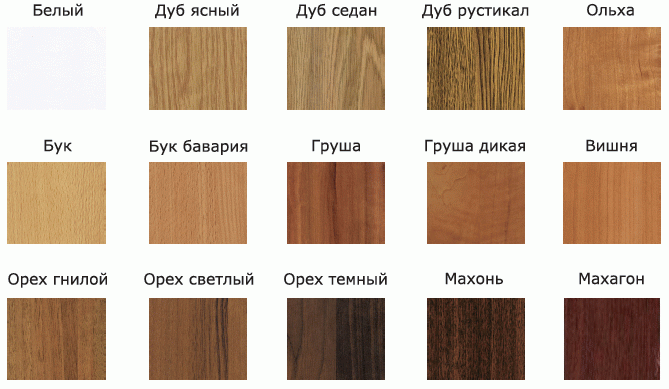 Белый Дуб ясный Дуб седан Дуб рустикал Ольха
Бук Бук бавария Груша Груша дикая Вишня
Орех гнилой Орех светлый Орех темный Махонь Махагон